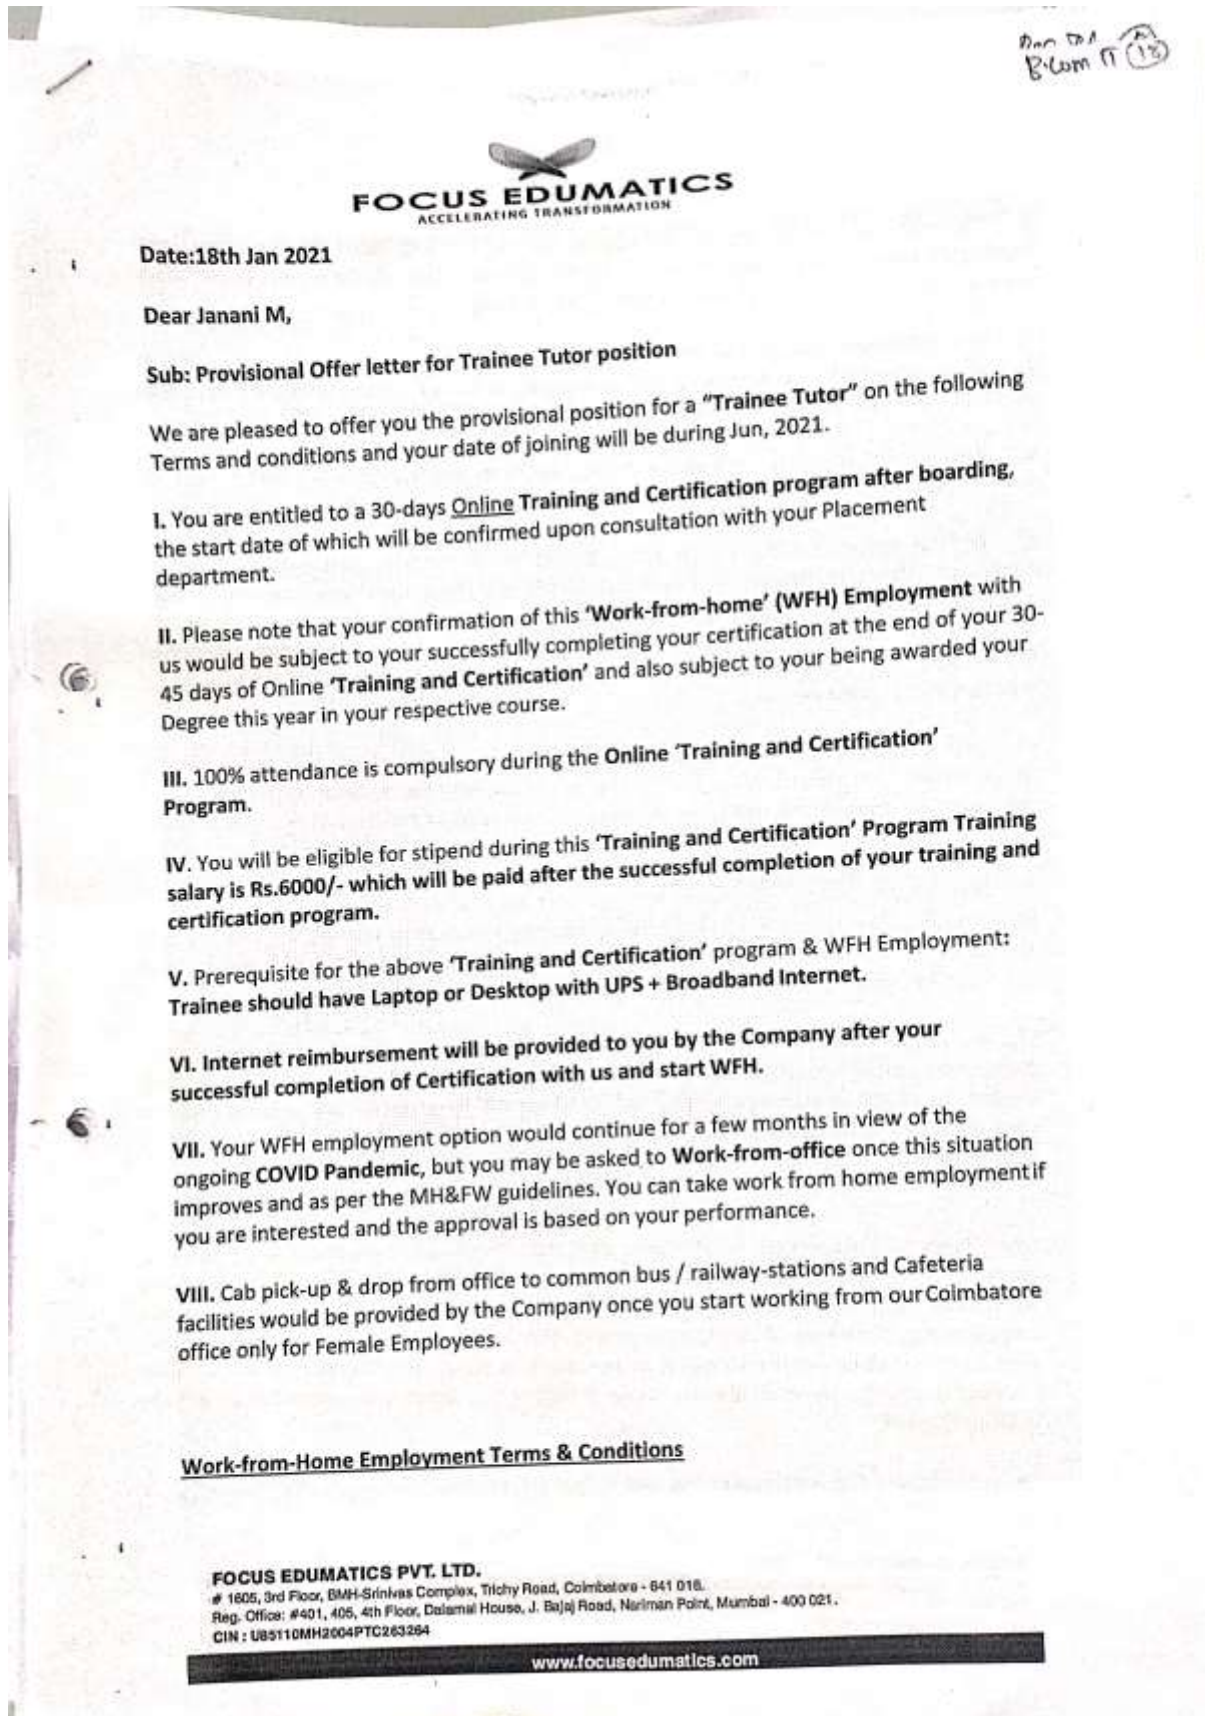 B.Com IT 18
FOCUS EDUMATICS
ACCELERATING TRANSFORMATION
Date:18th Jan 2021
Dear Janani M,
Sub: Provisional Offer letter for Trainee Tutor position
We are pleased to offer you the provisional position for a “Trainee Tutor” on the following
Terms and conditions and your date of joining will be during Jun, 2021.
I. You are entitled to a 30-days Online Training and Certification program after boarding,
the start date of which will be confirmed upon consultation with your Placement
department.
II. Please note that your confirmation of this ‘Work-from-home’ (WFH) Employment with
us would be subject to your successfully completing your certification at the end of your 30-
45 days of Online ‘Training and Certification’ and also subject to your being awarded your
Degree this year in your respective course.
III. 100% attendance is compulsory during the Online ‘Training and Certification’
Program.
IV. You will be eligible for stipend during this ‘Training and Certification’ Program Training
salary is Rs.6000/- which will be paid after the successful completion of your training and
certification program.
V. Prerequisite for the above ‘Training and Certification’ program & WFH Employment:
Trainee should have Laptop or Desktop with UPS + Broadband Internet.
VI. Internet reimbursement will be provided to you by the Company after your
successful completion of Certification with us and start WFH.
VII. Your WFH employment option would continue for a few months in view of the
ongoing COVID Pandemic, but you may be asked to Work-from-office once this situation
improves and as per the MH&FW guidelines. You can take work from home employment if
you are interested and the approval is based on your performance.
VIII. Cab pick-up & drop from office to common bus / railway-stations and Cafeteria
facilities would be provided by the Company once you start working from our Coimbatore
office only for Female Employees.
Work-from-Home Employment Terms & Conditions
FOCUS EDUMATICS PVT. LTD.
# 1605, 3rd Floor, BMH-Srinivas Complex, Trichy Road, Coimbatore - 641 018.
Reg. Office: #401, 405, 4th Floor, Dalamal House, J. Bajaj Road, Nariman Point, Mumbai - 400 021.
CIN : U85110MH2004PTC263264
www.focusedumatics.com